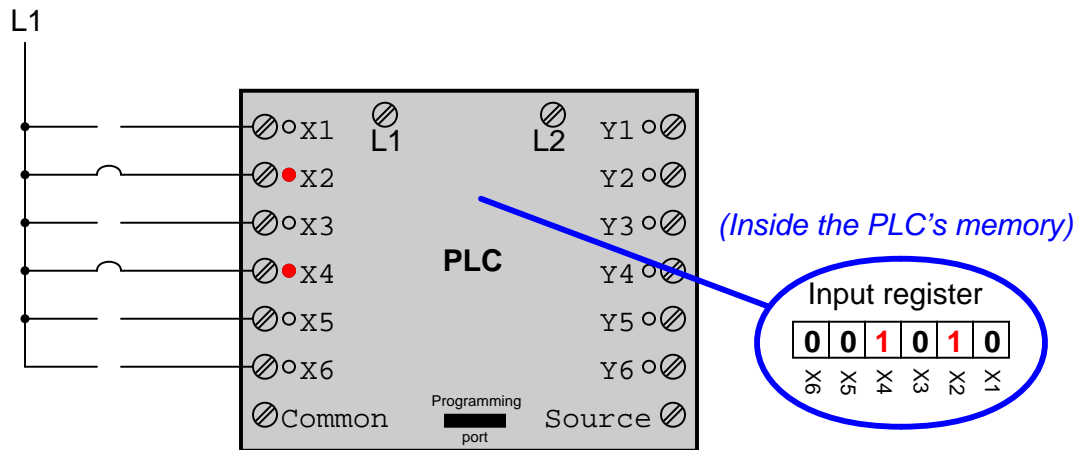 L1
X1
L1
L2
Y1
X2
Y2
X3
Y3
(Inside the PLC's memory)
X4
PLC
Y4
Input register
X5
Y5
0 0 1 0 1 0
X6 X5 X4 X3 X2 X1
X6
Y6
Common
Programming
port
Source